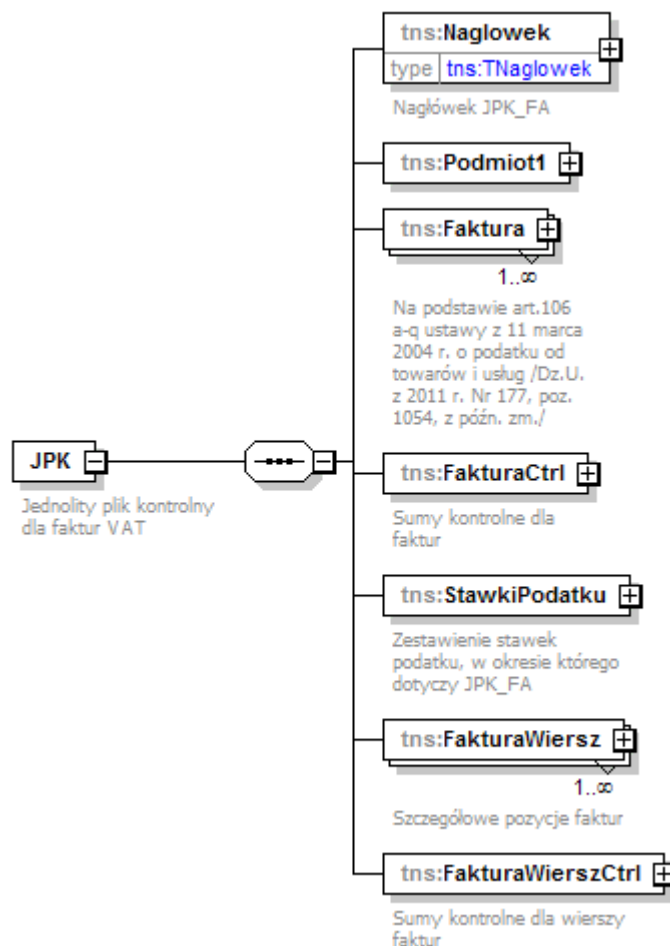 tns:Naglowek
type tns:TNaglowek
Nagłówek JPK_FA
tns:Podmiot1
tns:Faktura
1..∞
Na podstawie art.106
a-q ustawy z 11 marca
2004 r. o podatku od
towarów i usług /Dz.U.
z 2011 r. Nr 177, poz.
1054, z późn. zm./
JPK
Jednolity plik kontrolny
dla faktur VAT
tns:FakturaCtrl
Sumy kontrolne dla
faktur
tns:StawkiPodatku
Zestawienie stawek
podatku, w okresie którego
dotyczy JPK_FA
tns:FakturaWiersz
1..∞
Szczegółowe pozycje faktur
tns:FakturaWierszCtrl
Sumy kontrolne dla wierszy
faktur